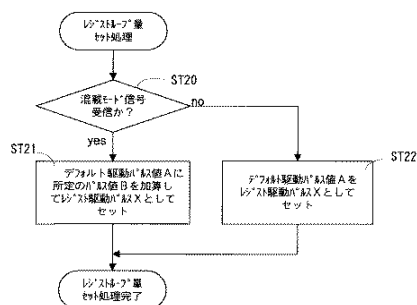 ﾚｼﾞｽﾄﾙｰﾌﾟ量
ｾｯﾄ処理
ST20
混載ﾓｰﾄﾞ信号
受信か？
no
yes
ST21
デフォルト駆動ﾊﾟﾙｽ値Ａに
所定のﾊﾟﾙｽ値Ｂを加算し
てﾚｼﾞｽﾄ駆動ﾊﾟﾙｽＸとして
セット
ST22
デフォルト駆動ﾊﾟﾙｽ値Ａを
ﾚｼﾞｽﾄ駆動ﾊﾟﾙｽＸとして
セット
ﾚｼﾞｽﾄﾙｰﾌﾟ量
ｾｯﾄ処理完了